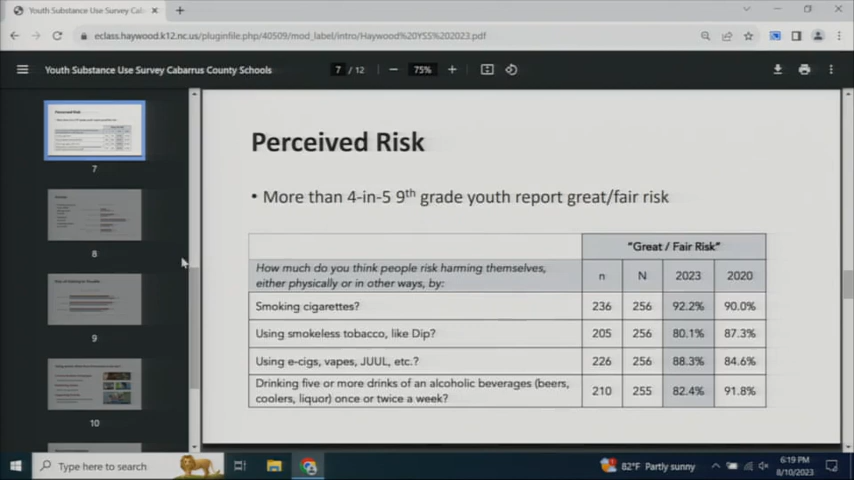 Youth Substance Use Survey Cab
eclass.haywood.k12.nc.us/pluginfile.php/40509/mod_label/intro/Haywood%20YSS%202023.pdf
Youth Substance Use Survey Cabarrus County Schools
7 / 12
75%
7
8
9
10
Perceived Risk
• More than 4-in-5 9th grade youth report great/fair risk
"Great / Fair Risk"
How much do you think people risk harming themselves,
either physically or in other ways, by:
n N 2023 2020
Smoking cigarettes? 236 256 92.2% 90.0%
Using smokeless tobacco, like Dip? 205 256 80.1% 87.3%
Using e-cigs, vapes, JUUL, etc.? 226 256 88.3% 84.6%
Drinking five or more drinks of an alcoholic beverages (beers,
coolers, liquor) once or twice a week?
210 255 82.4% 91.8%
Type here to search
82°F Partly sunny
6:19 PM
8/10/2023